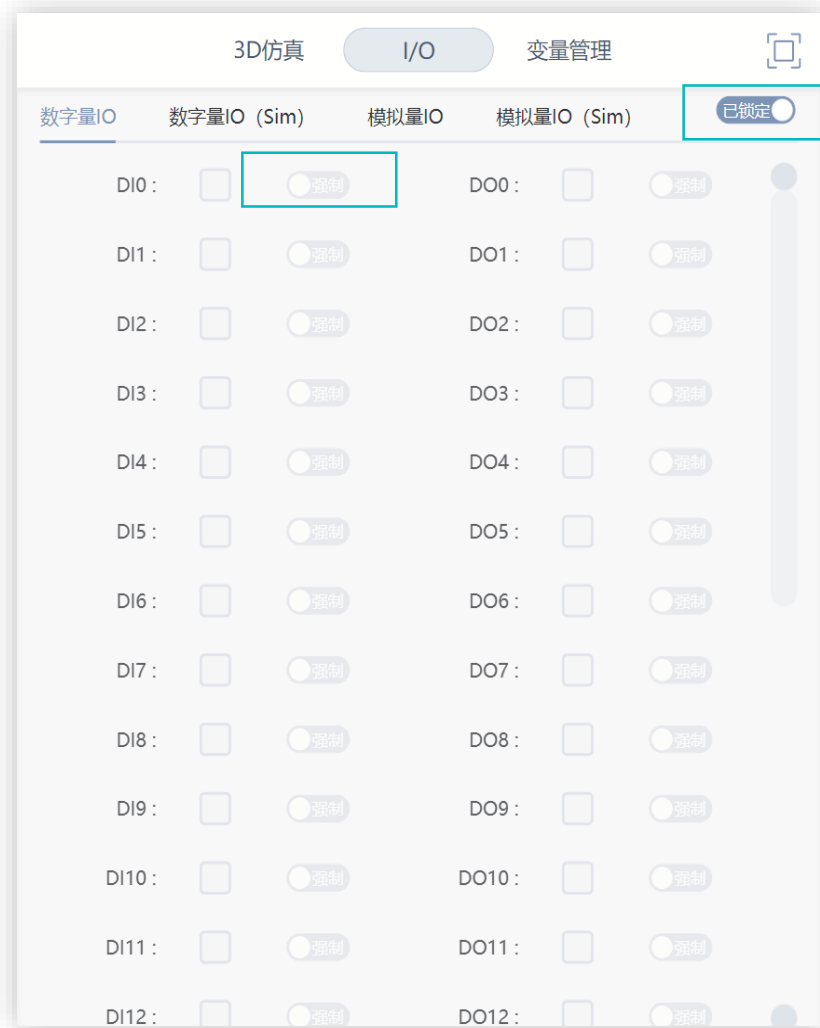 3D仿真 I/O 变量管理
数字量IO 数字量IO（Sim） 模拟量IO 模拟量IO（Sim） 已锁定
DI0 : 强制 DO0 : 强制
DI1 : 强制 DO1 : 强制
DI2 : 强制 DO2 : 强制
DI3 : 强制 DO3 : 强制
DI4 : 强制 DO4 : 强制
DI5 : 强制 DO5 : 强制
DI6 : 强制 DO6 : 强制
DI7 : 强制 DO7 : 强制
DI8 : 强制 DO8 : 强制
DI9 : 强制 DO9 : 强制
DI10 : 强制 DO10 : 强制
DI11 : 强制 DO11 : 强制
DI12 : 强制 DO12 : 强制